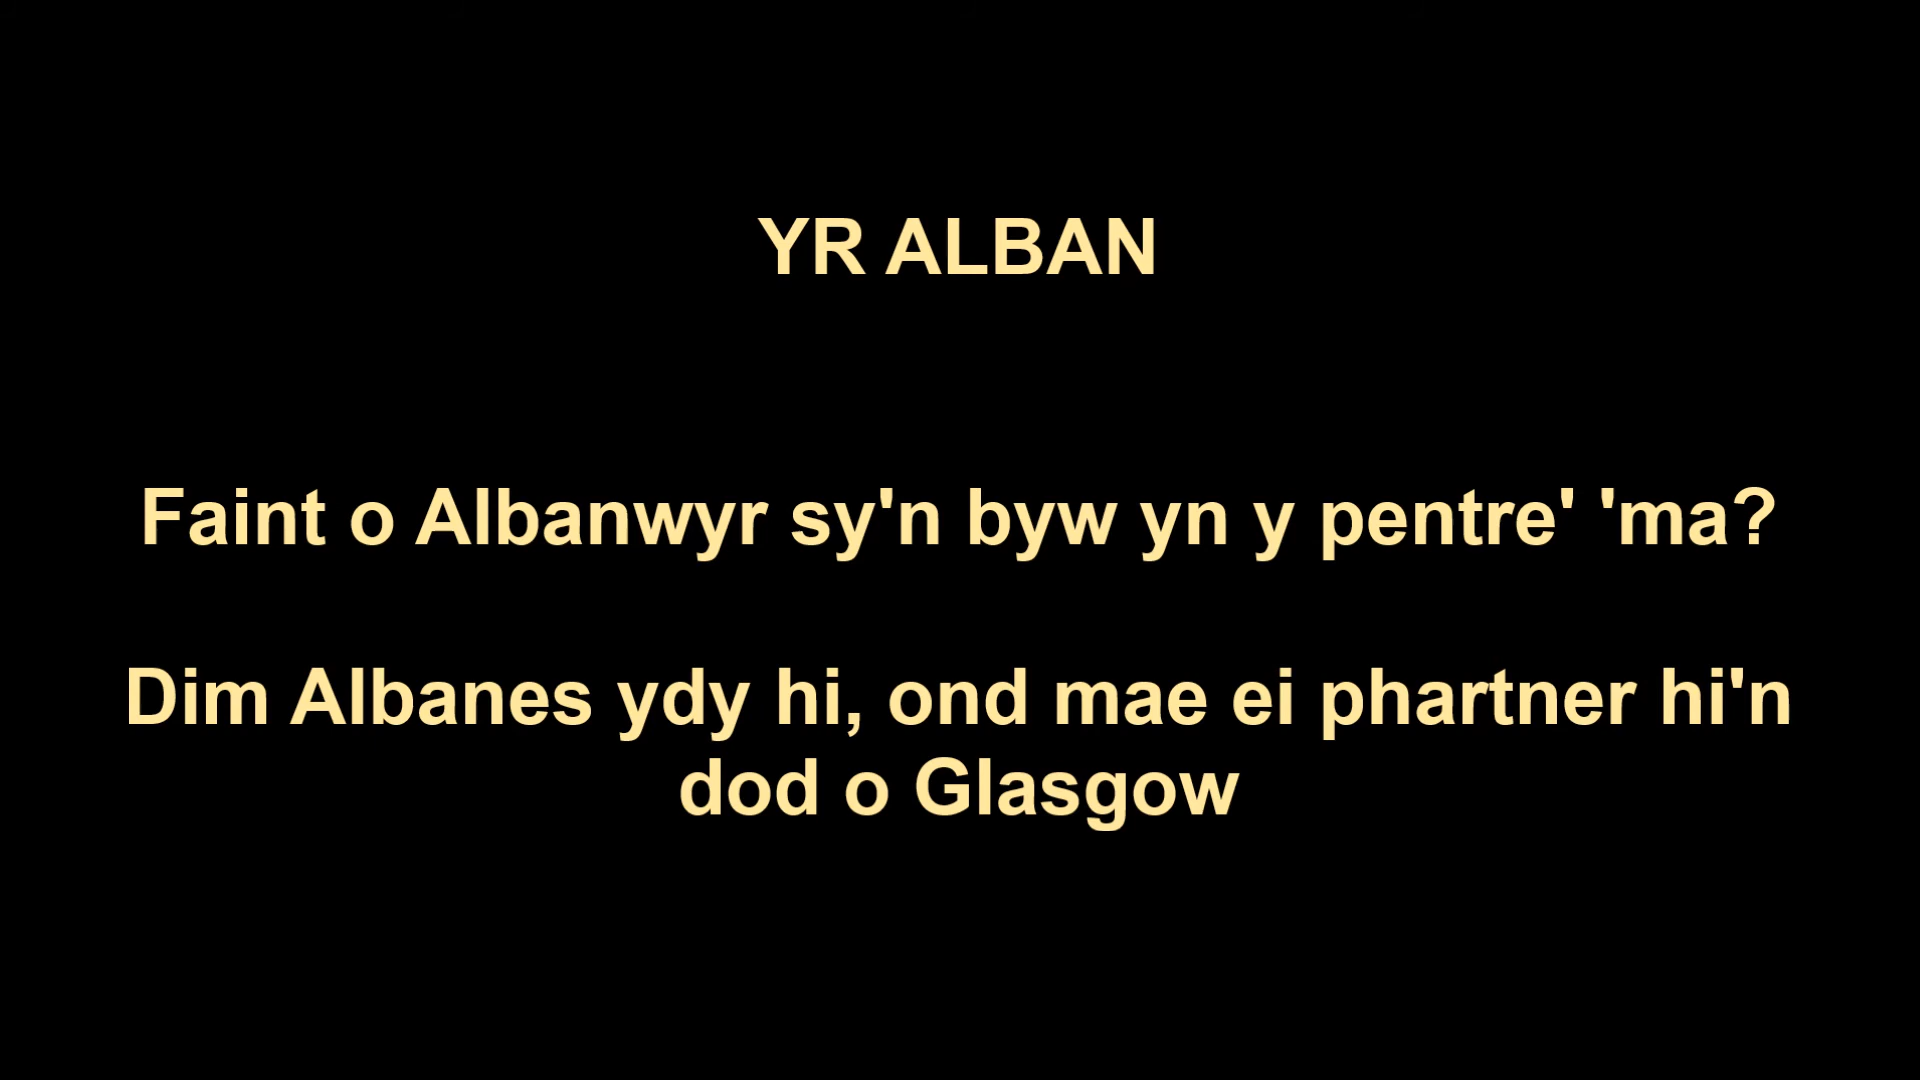 YR ALBAN
Faint o Albanwyr sy'n byw yn y pentre' 'ma?
Dim Albanes ydy hi, ond mae ei phartner hi'n
dod o Glasgow